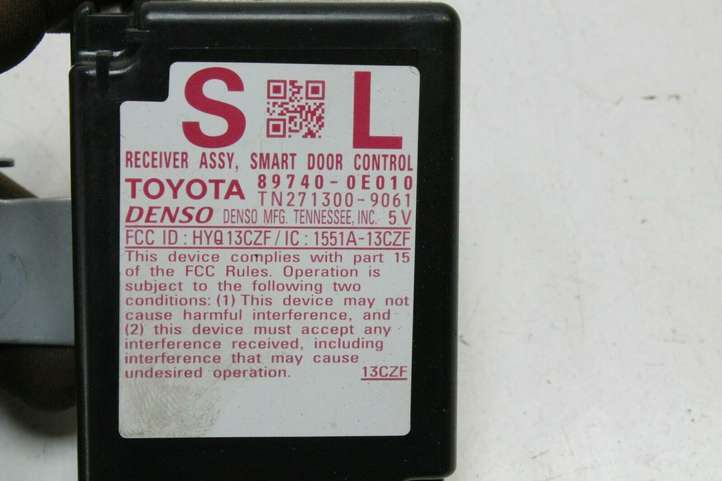 S L
RECEIVER ASSY, SMART DOOR CONTROL
TOYOTA 89740-0E010
TN271300-9061
DENSO DENSO MFG. TENNESSEE, INC. 5V
FCC ID : HYQ13CZF / IC : 1551A-13CZF
This device complies with part 15
of the FCC Rules. Operation is
subject to the following two
conditions: (1) This device may not
cause harmful interference, and
(2) this device must accept any
interference received, including
interference that may cause
undesired operation. 13CZF